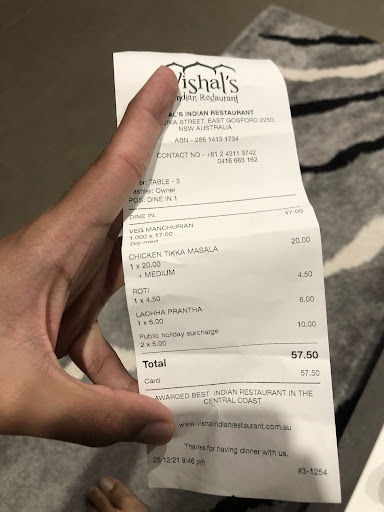 Vishal's
Indian Restaurant
AL'S INDIAN RESTAURANT
STREET, EAST GOSFORD 2250,
NSW AUSTRALIA
ABN - 266 1413 1734
CONTACT NO - +61 2 4311 9742
0416 663 162
TABLE - 3
Owner
POS: DINE IN 1
DINE IN.
VEG MANCHURIAN 17.00
1.000 x 17.00
CHICKEN TIKKA MASALA 20.00
1 x 20.00
+ MEDIUM
ROTI 4.50
1 x 4.50
LACHHA PRANTHA 6.00
1 x 6.00
Public holiday surcharge 10.00
2 x 5.00
Total 57.50
Card 57.50
AWARDED BEST INDIAN RESTAURANT IN THE
CENTRAL COAST
www.vishalindianrestaurant.com.au
Thanks for having dinner with us.
25/12/21 9:46 pm #3-1254